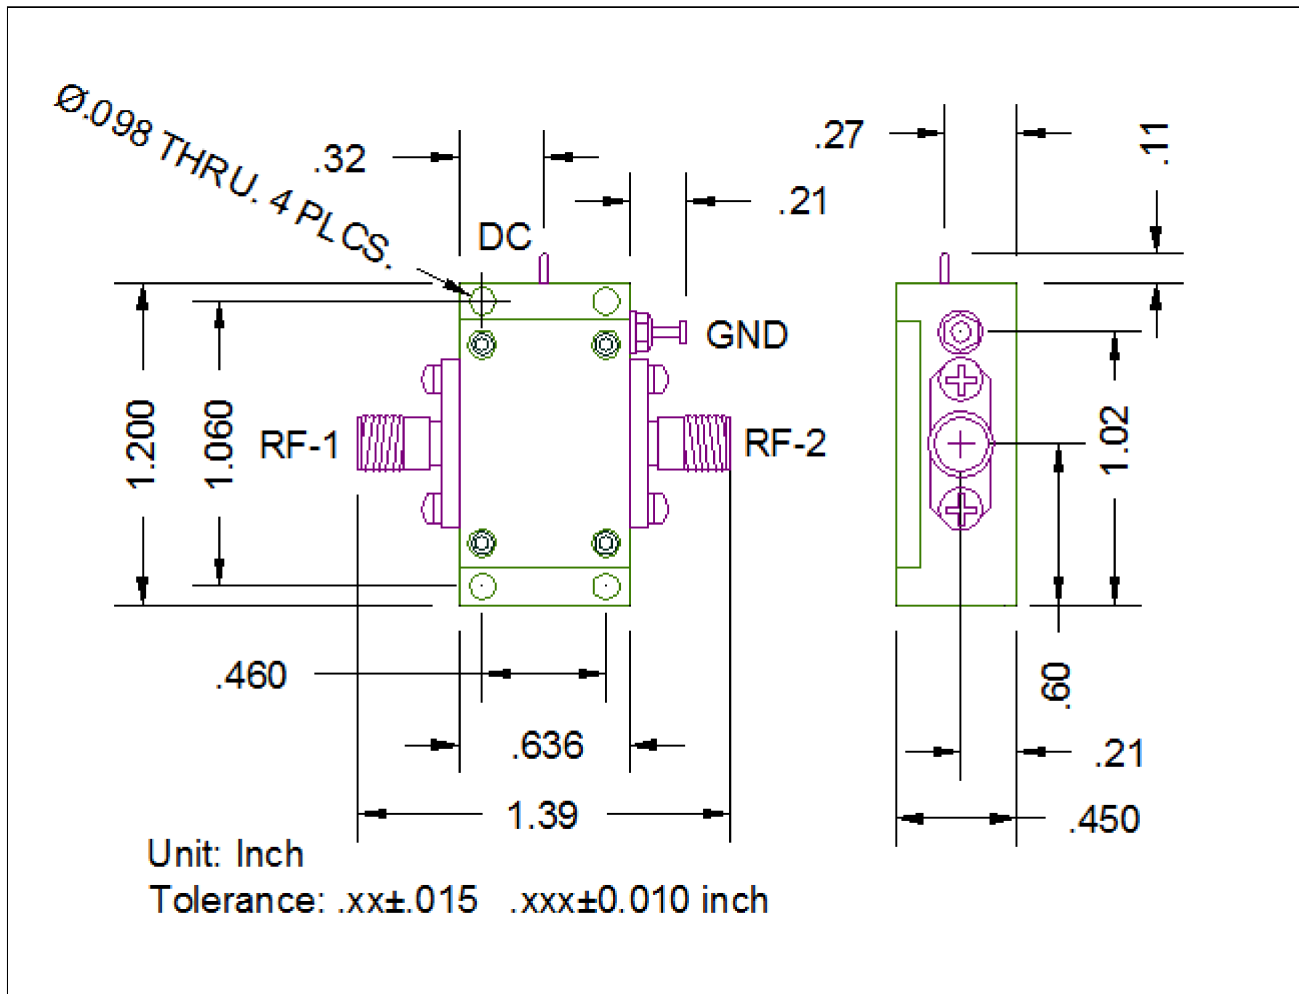 Ø.098 THRU. 4 PLCS.
.32
.27
.11
.21
DC
GND
1.200
1.060
RF-1
RF-2
1.02
.460
.60
.636
.21
1.39
.450
Unit: Inch
Tolerance: .xx±.015 .xxx±0.010 inch